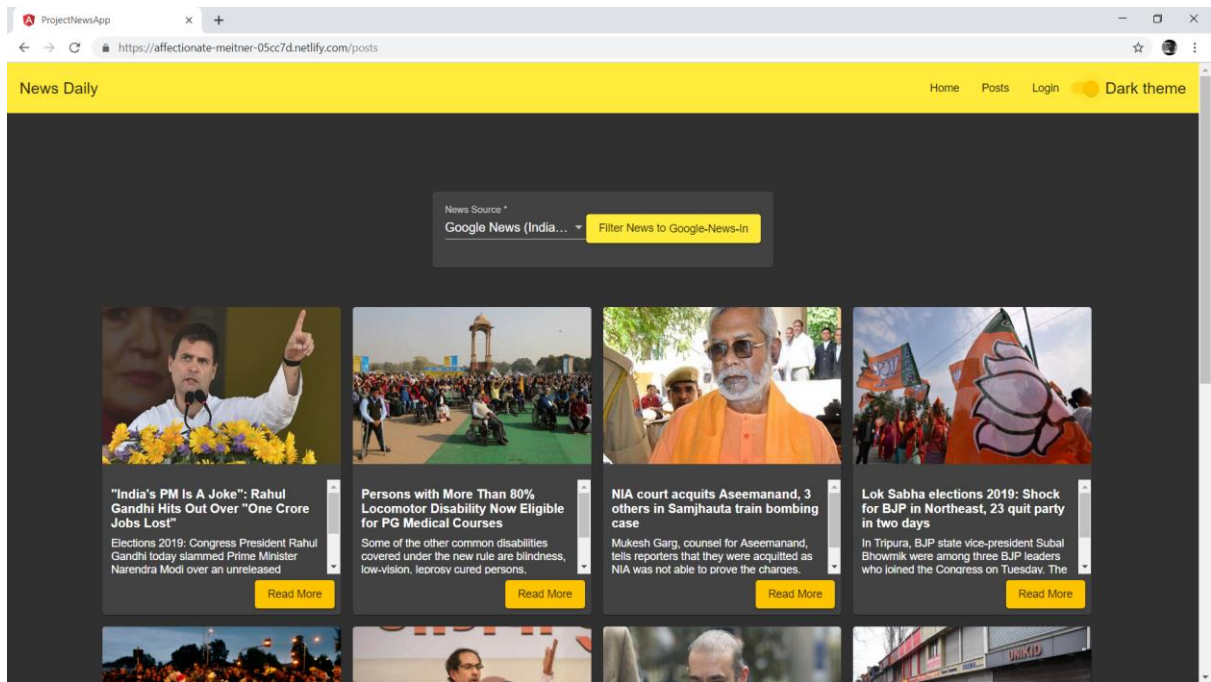 ProjectNewsApp
https://affectionate-meitner-05cc7d.netlify.com/posts
News Daily
Home Posts Login Dark theme
News Source *
Google News (India...
Filter News to Google-News-In
"India's PM Is A Joke": Rahul
Gandhi Hits Out Over "One Crore
Jobs Lost"
Elections 2019: Congress President Rahul
Gandhi today slammed Prime Minister
Narendra Modi over an unreleased
Read More
Persons with More Than 80%
Locomotor Disability Now Eligible
for PG Medical Courses
Some of the other common disabilities
covered under the new rule are blindness,
low-vision, leprosy cured persons,
Read More
NIA court acquits Aseemanand, 3
others in Samjhauta train bombing
case
Mukesh Garg, counsel for Aseemanand,
tells reporters that they were acquitted as
NIA was not able to prove the charges.
Read More
Lok Sabha elections 2019: Shock
for BJP in Northeast, 23 quit party
in two days
In Tripura, BJP state vice-president Subal
Bhowmik were among three BJP leaders
who joined the Congress on Tuesday. The
Read More
UNIKID